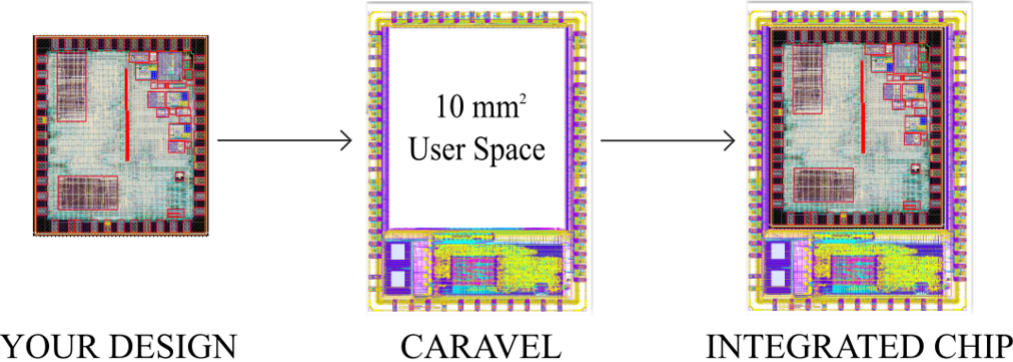 10 mm²
User Space
YOUR DESIGN
CARAVEL
INTEGRATED CHIP